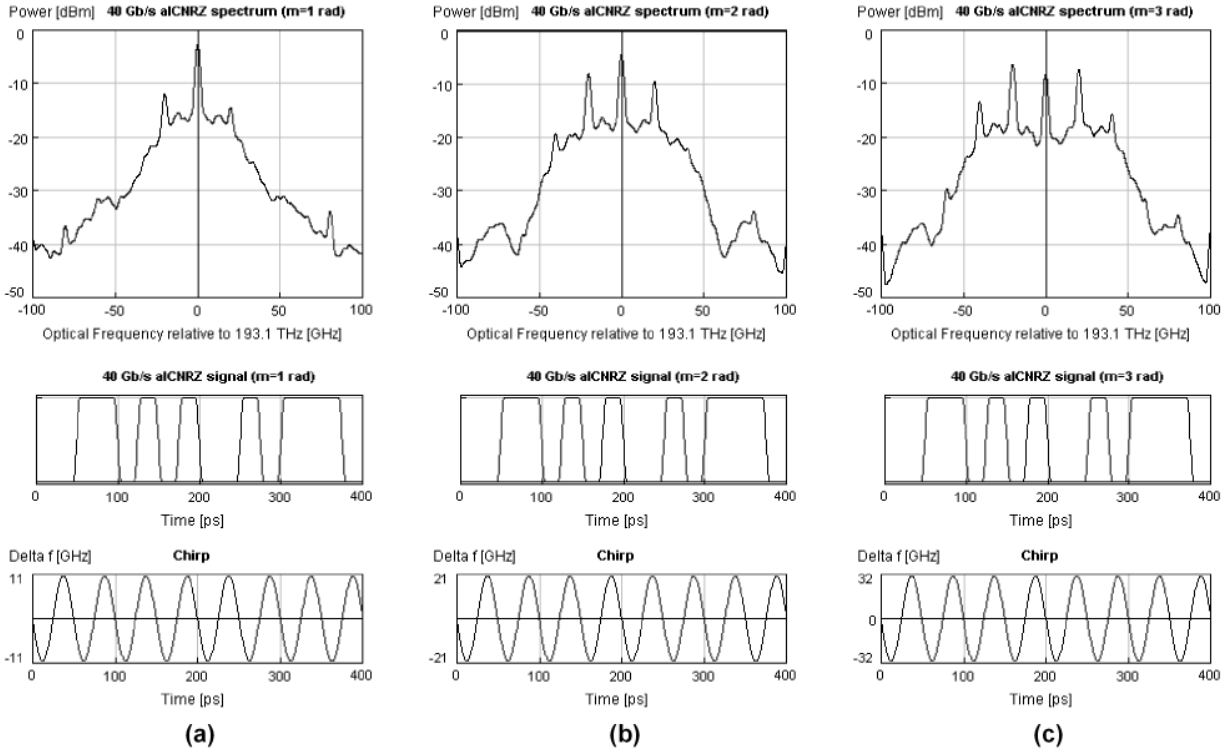 Power [dBm] 40 Gb/s alCNRZ spectrum (m=1 rad)
0
-10
-20
-30
-40
-50
-100 -50 0 50 100
Optical Frequency relative to 193.1 THz [GHz]
40 Gb/s alCNRZ signal (m=1 rad)
0 100 200 300 400
Time [ps]
Delta f [GHz] Chirp
11
-11
0 100 200 300 400
Time [ps]
(a)
Power [dBm] 40 Gb/s alCNRZ spectrum (m=2 rad)
0
-10
-20
-30
-40
-50
-100 -50 0 50 100
Optical Frequency relative to 193.1 THz [GHz]
40 Gb/s alCNRZ signal (m=2 rad)
0 100 200 300 400
Time [ps]
Delta f [GHz] Chirp
21
-21
0 100 200 300 400
Time [ps]
(b)
Power [dBm] 40 Gb/s alCNRZ spectrum (m=3 rad)
0
-10
-20
-30
-40
-50
-100 -50 0 50 100
Optical Frequency relative to 193.1 THz [GHz]
40 Gb/s alCNRZ signal (m=3 rad)
0 100 200 300 400
Time [ps]
Delta f [GHz] Chirp
32
0
-32
0 100 200 300 400
Time [ps]
(c)